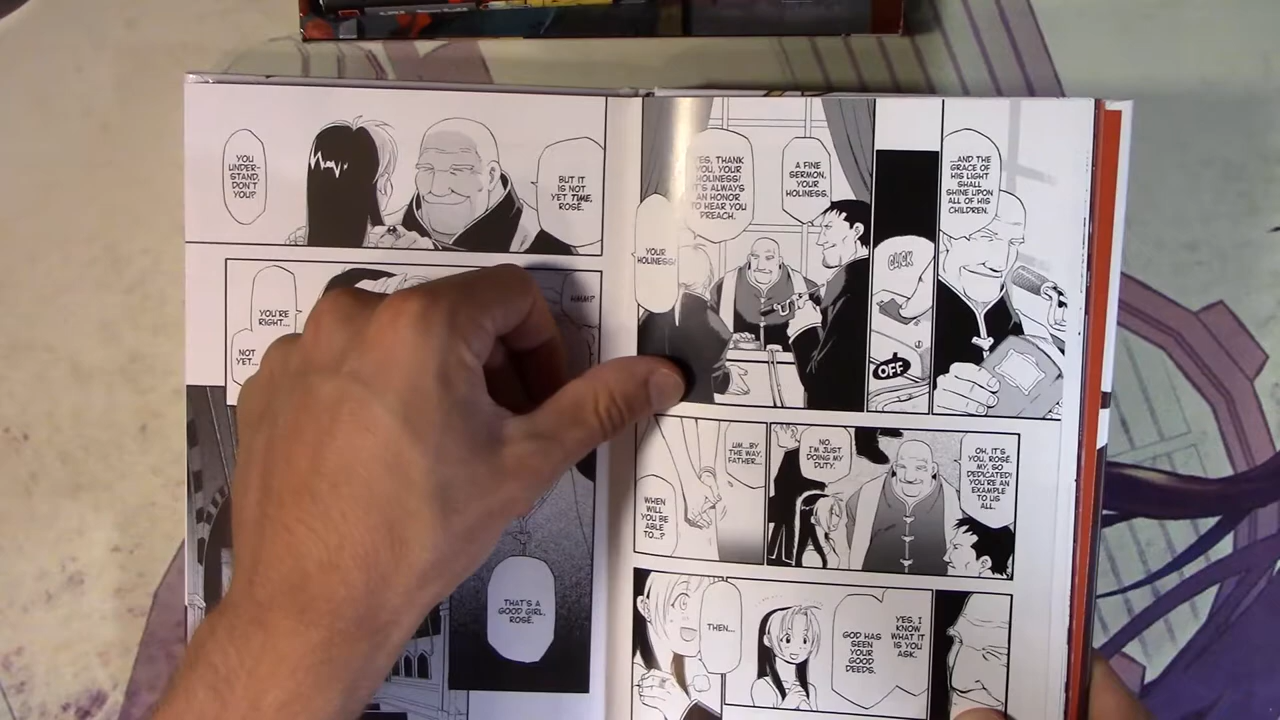 ...AND THE
GRACE OF
HIS LIGHT
SHALL
SHINE UPON
ALL OF HIS
CHILDREN.
CLICK
OFF
A FINE
SERMON,
YOUR
HOLINESS.
YES, THANK
YOU, YOUR
HOLINESS!
IT'S ALWAYS
AN HONOR
TO HEAR YOU
PREACH.
YOUR
HOLINESS!
OH, IT'S
YOU, ROSÉ.
MY, SO
DEDICATED!
YOU'RE AN
EXAMPLE
TO US
ALL.
NO,
I'M JUST
DOING MY
DUTY.
UM...BY
THE WAY,
FATHER...
WHEN
WILL YOU
BE ABLE
TO...?
YES, I
KNOW
WHAT IT
IS YOU
ASK.
GOD HAS
SEEN
YOUR
GOOD
DEEDS.
THEN...
BUT IT
IS NOT
YET TIME,
ROSÉ.
YOU
UNDER-
STAND,
DON'T
YOU?
HMM?
YOU'RE
RIGHT...
NOT
YET...
THAT'S A
GOOD GIRL,
ROSÉ.